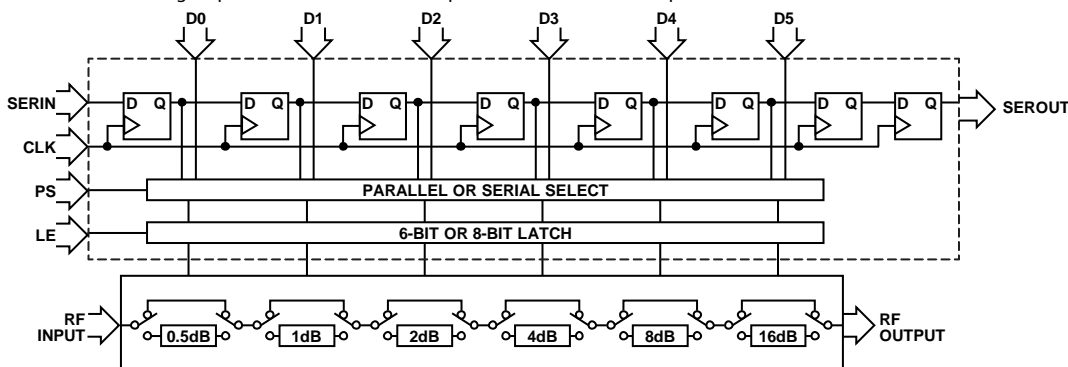 D0 D1 D2 D3 D4 D5
SERIN D Q D Q D Q D Q D Q D Q D Q D Q SEROUT
CLK
PS PARALLEL OR SERIAL SELECT
LE 6-BIT OR 8-BIT LATCH
RF INPUT 0.5dB 1dB 2dB 4dB 8dB 16dB RF OUTPUT